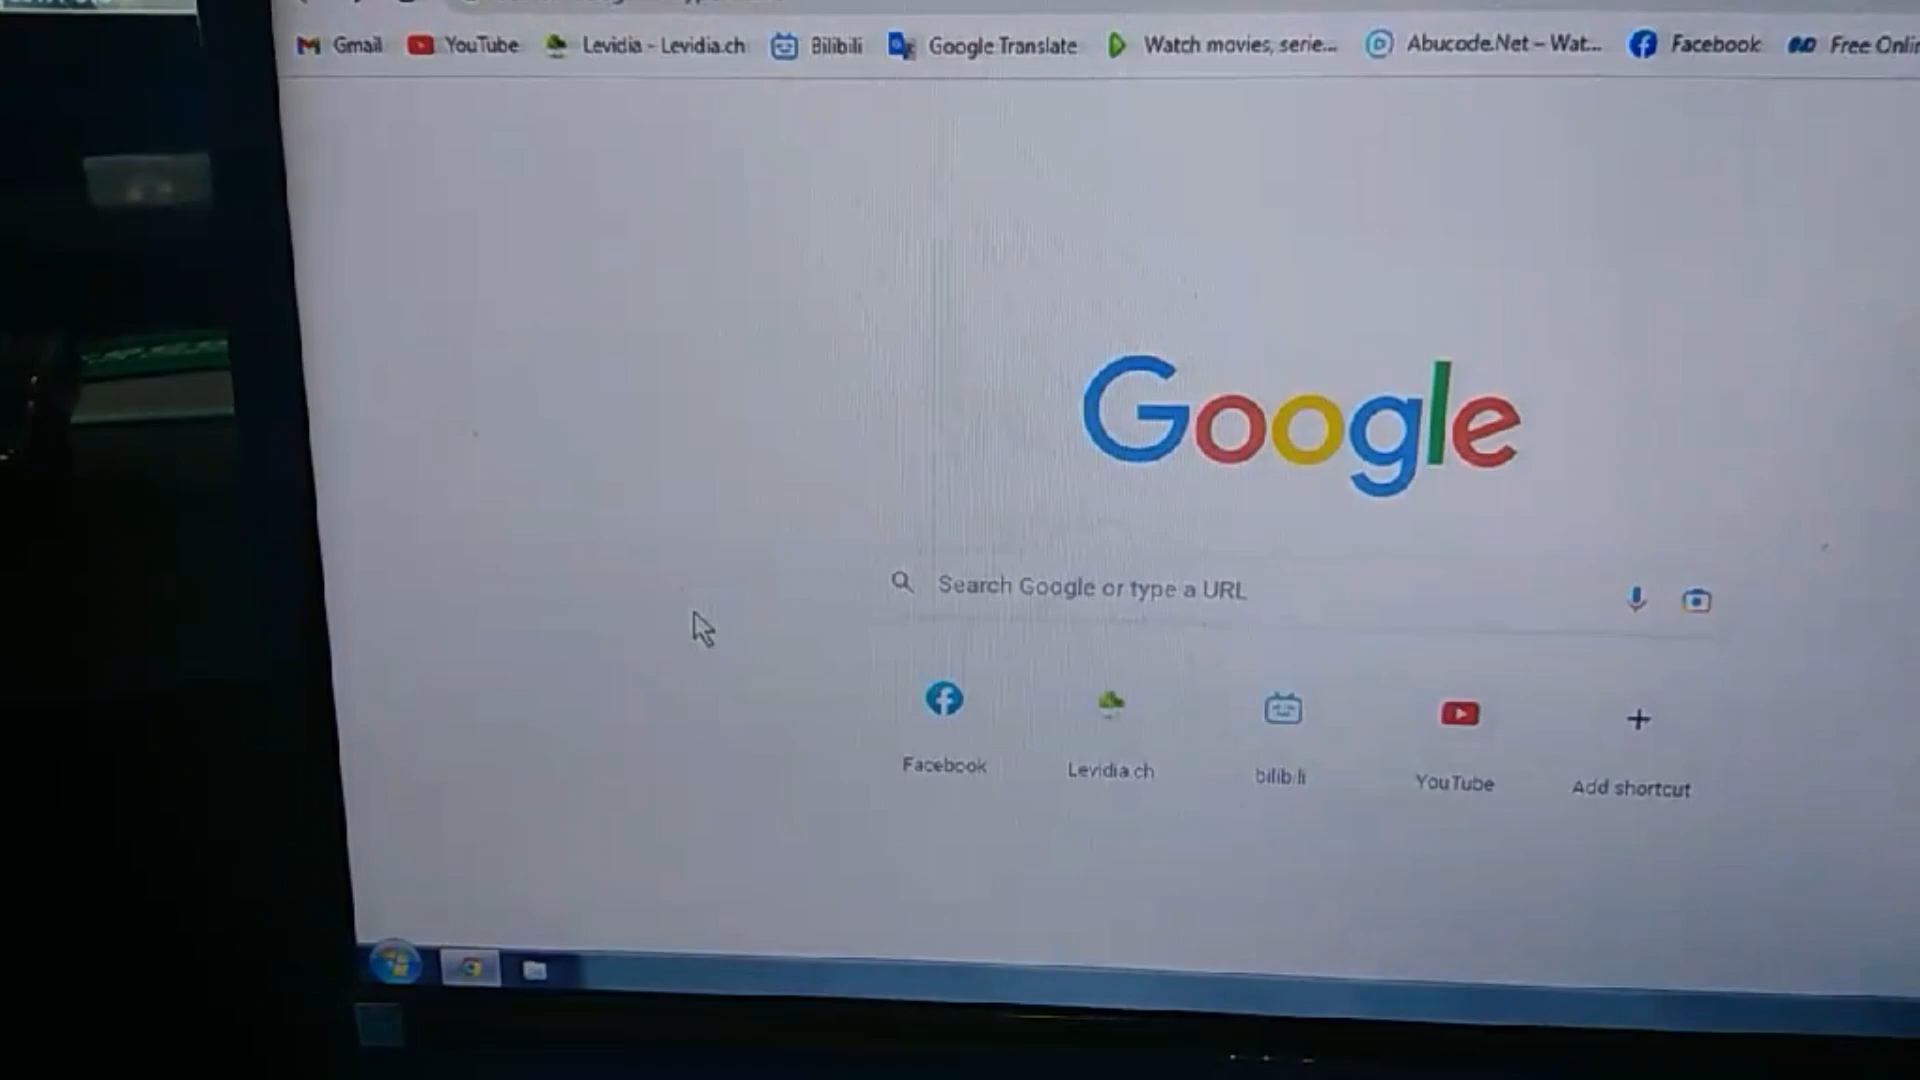 Gmail YouTube Levidia - Levidia.ch Bilibili Google Translate Watch movies, serie... Abucode.Net – Wat... Facebook Free Onlin
Google
Search Google or type a URL
Facebook Levidia.ch bilibili YouTube Add shortcut